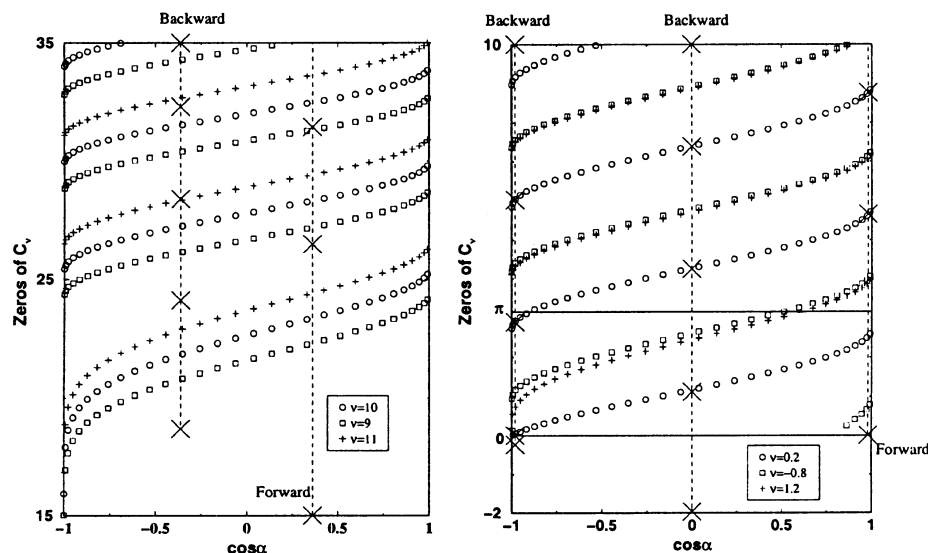 Backward
35
25
15
Zeros of Cν
ν=10
ν=9
ν=11
Forward
-1
-0.5
0
0.5
1
cosα
Backward
Backward
10
π
0
-2
Zeros of Cν
ν=0.2
ν=-0.8
ν=1.2
Forward
-1
-0.5
0
0.5
1
cosα